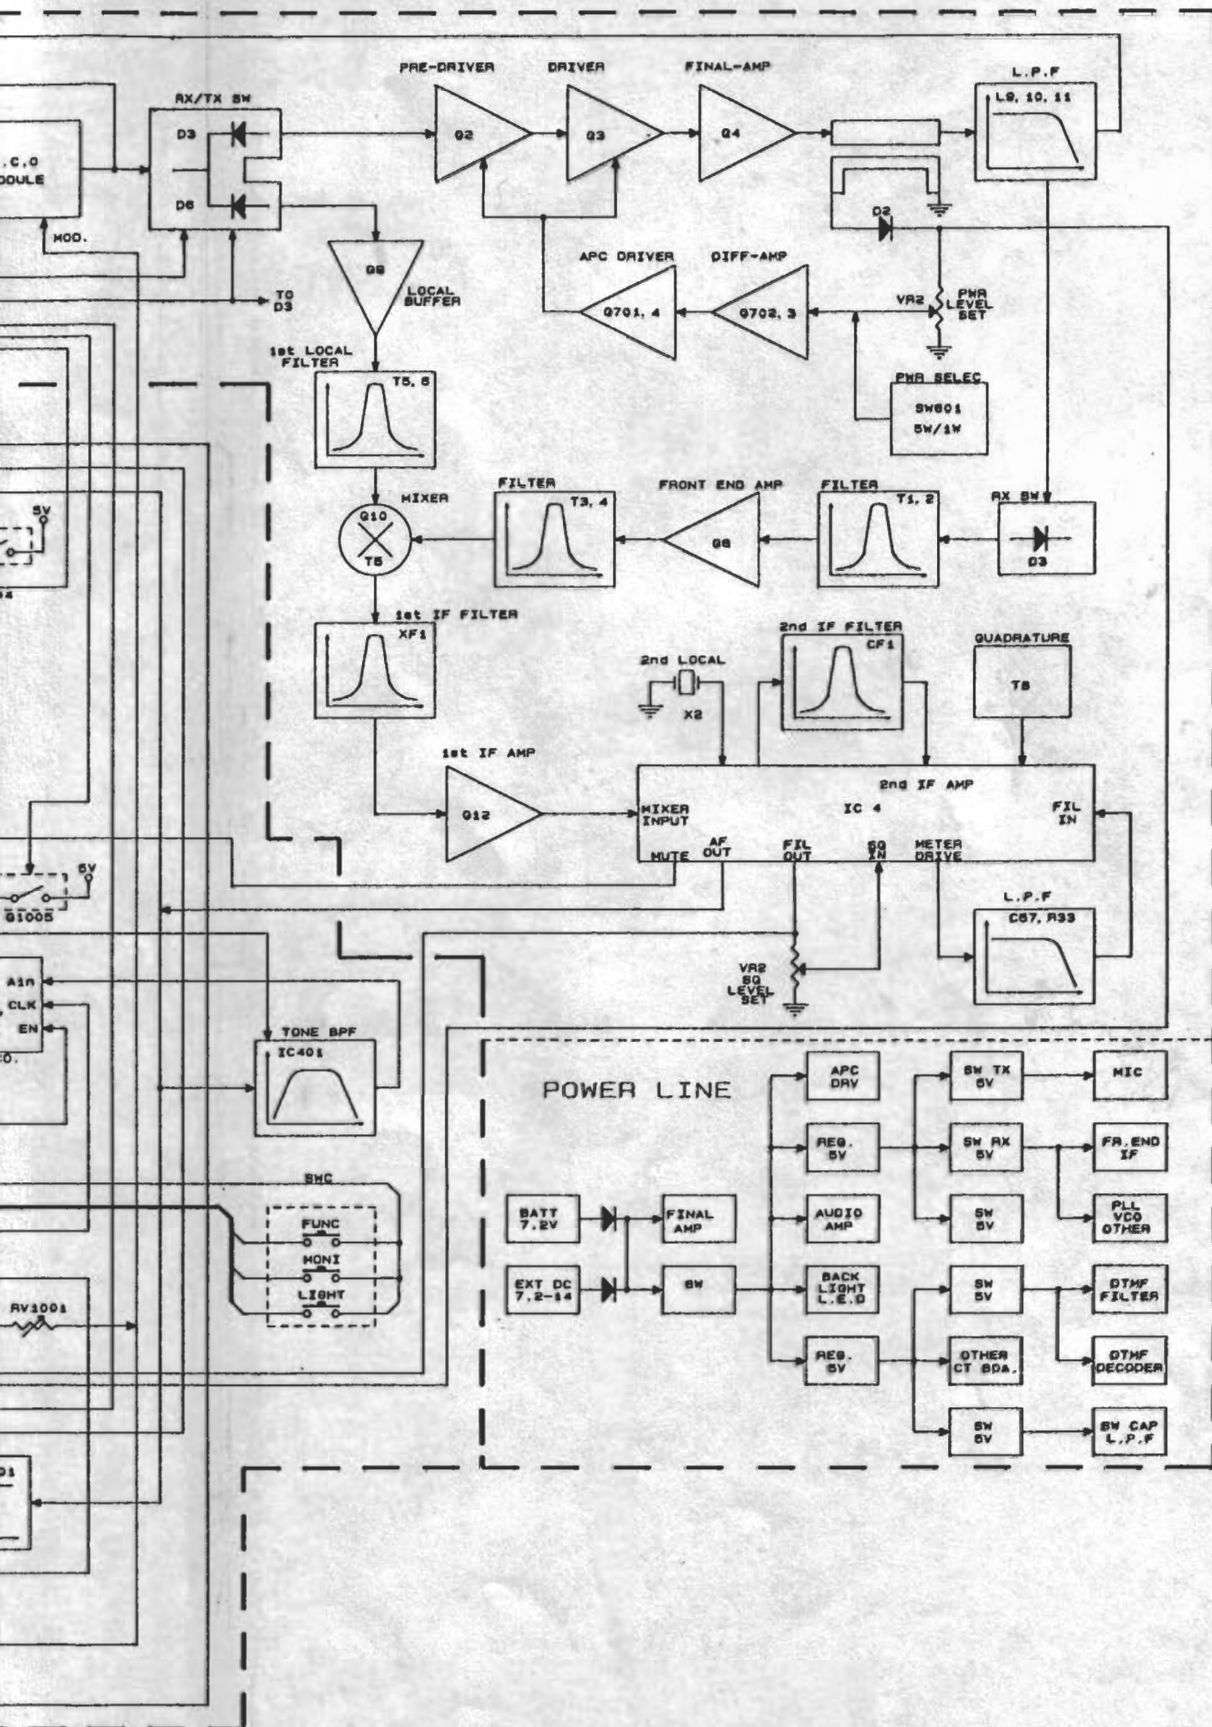 PRE-DRIVER
DRIVER
FINAL-AMP
L.P.F
L9, 10, 11
RX/TX SW
D3
Q2
Q3
Q4
.C.O
D6
MOD.
D2
Q9
LOCAL
BUFFER
TO
D3
APC DRIVER
DIFF-AMP
Q701, 4
Q702, 3
VR2
PWR
LEVEL
SET
1st LOCAL
FILTER
T5, 6
PWR SELEC
SW601
5W/1W
MIXER
Q10
T5
FILTER
T3, 4
FRONT END AMP
Q8
FILTER
T1, 2
RX SW
D3
5V
1st IF FILTER
XF1
2nd IF FILTER
CF1
QUADRATURE
T8
2nd LOCAL
X2
1st IF AMP
Q12
2nd IF AMP
IC 4
MIXER
INPUT
FIL
IN
MUTE
AF
OUT
FIL
OUT
SQ
IN
METER
DRIVE
5V
Q1005
L.P.F
C67, R33
VR2
SQ
LEVEL
SET
Ain
CLK
EN
TONE BPF
IC401
POWER LINE
APC
DRV
SW TX
5V
MIC
REG.
5V
SW RX
5V
FR.END
IF
BATT
7.2V
FINAL
AMP
AUDIO
AMP
SW
5V
PLL
VCO
OTHER
EXT DC
7.2-14
SW
BACK
LIGHT
L.E.D
SW
5V
DTMF
FILTER
REG.
5V
OTHER
CT BDR.
DTMF
DECODER
SW
5V
SW CAP
L.P.F
SWC
FUNC
MONI
LIGHT
RV1001